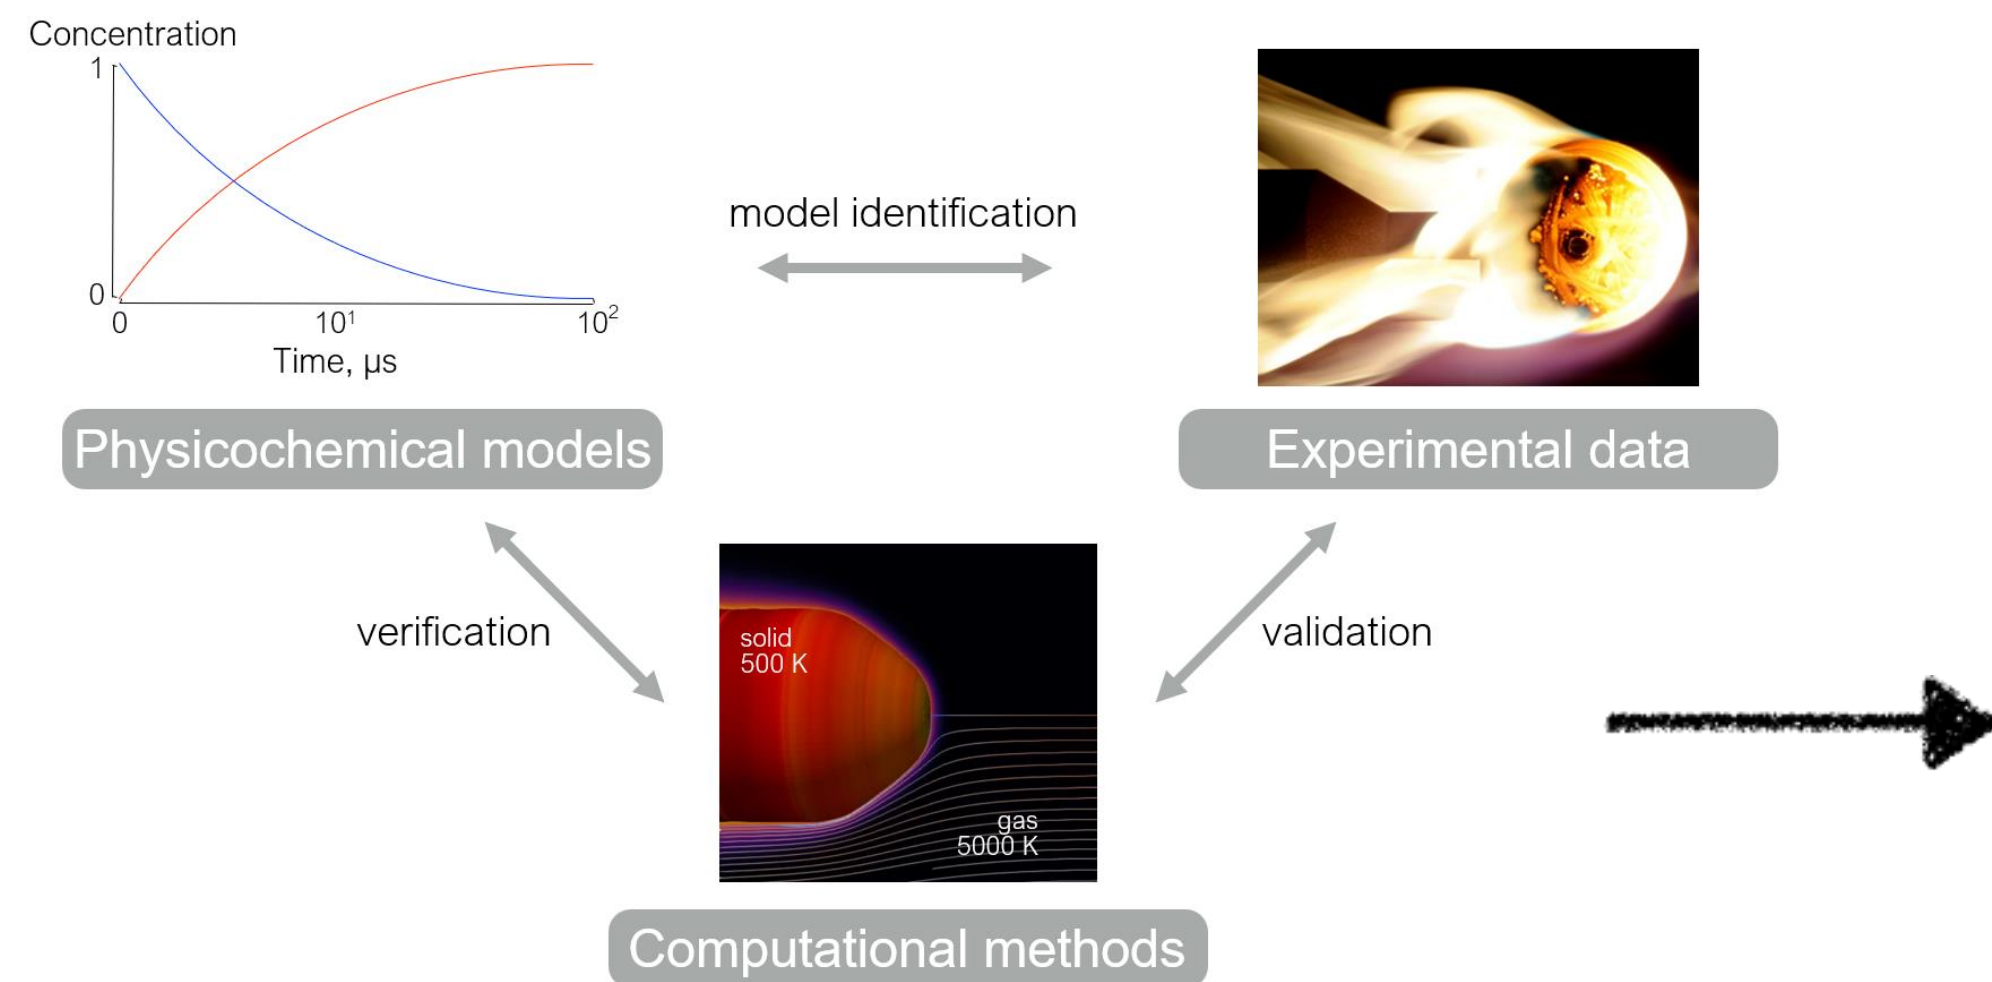 Concentration
1
0
0 10¹ 10²
Time, µs
model identification
Physicochemical models
Experimental data
verification
validation
solid
500 K
gas
5000 K
Computational methods